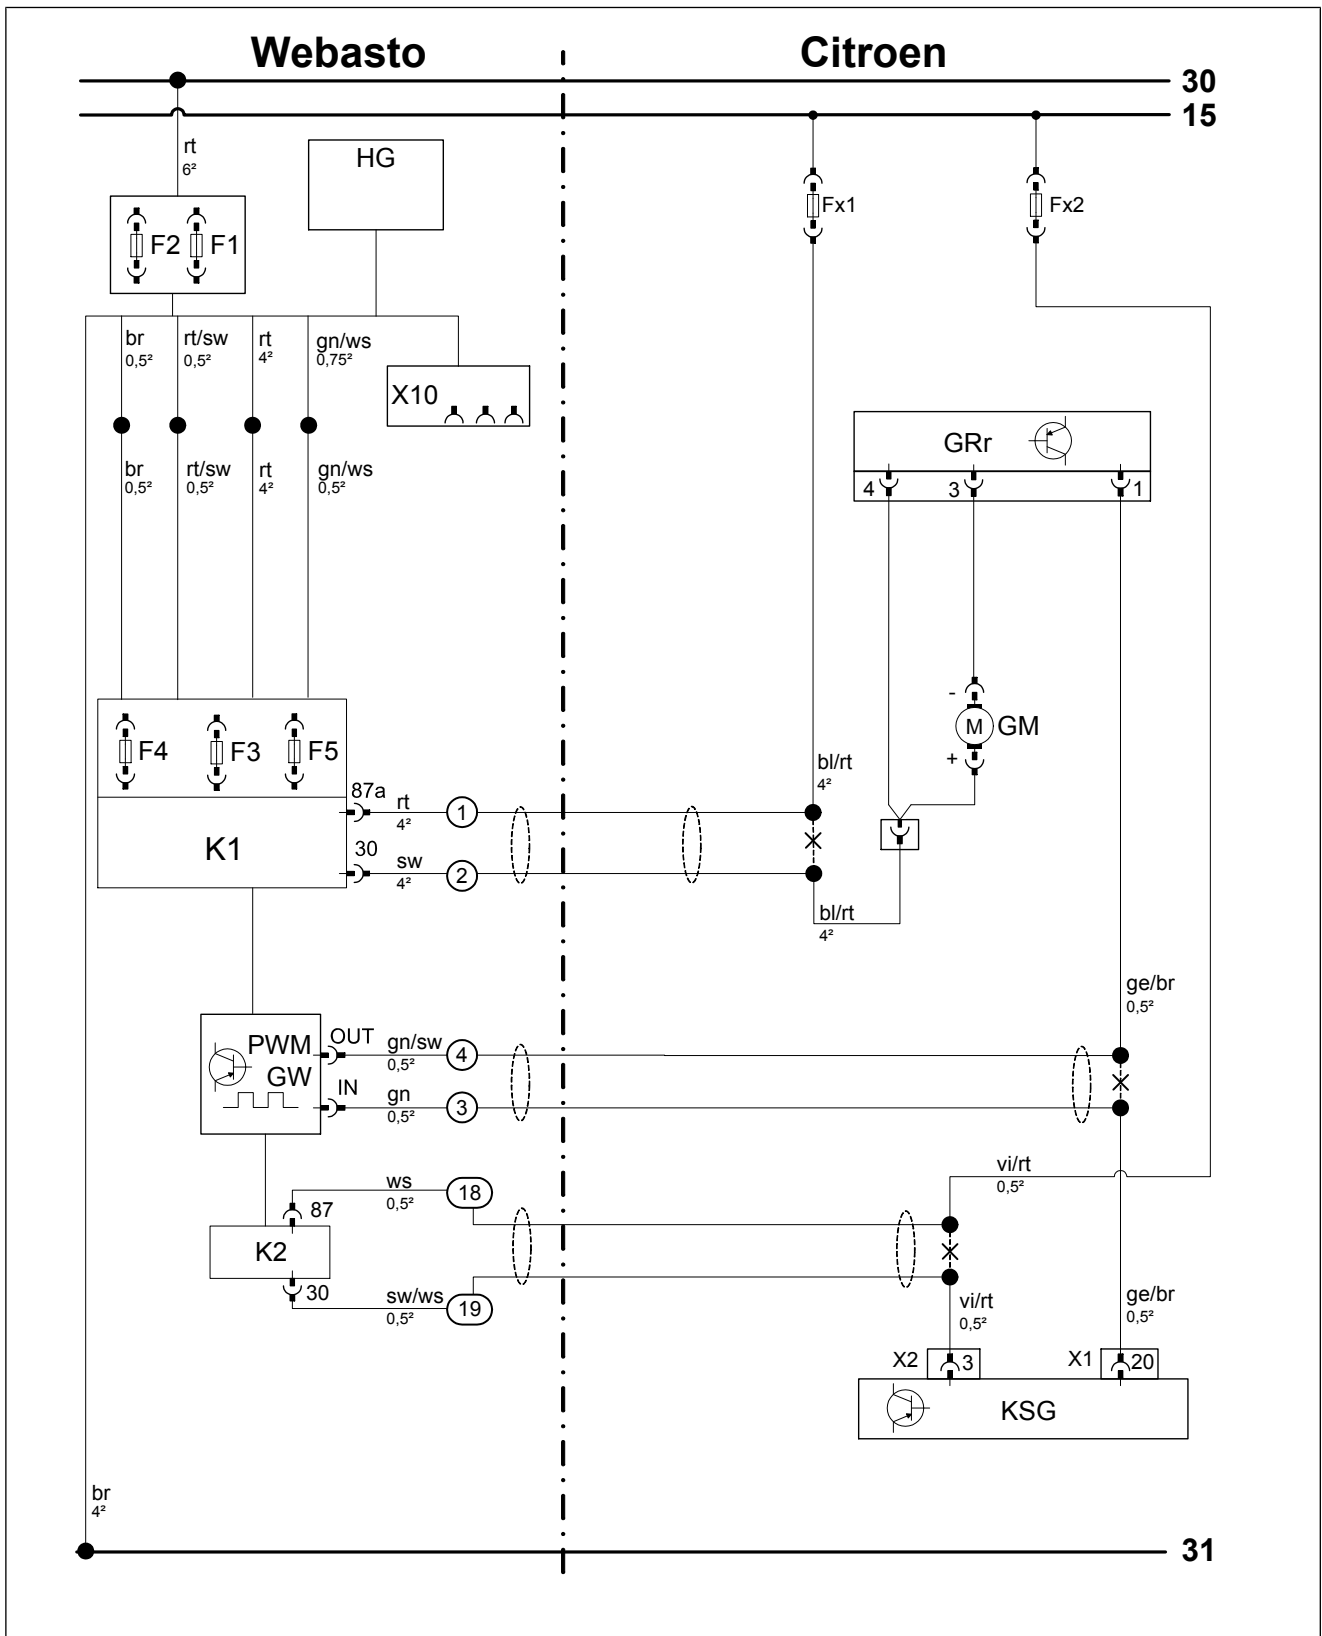 Webasto
Citroen
30
15
rt
6²
HG
F2
F1
Fx1
Fx2
br
0,5²
rt/sw
0,5²
rt
4²
gn/ws
0,75²
X10
GRr
4
3
1
br
0,5²
rt/sw
0,5²
rt
4²
gn/ws
0,5²
-
M
GM
+
F4
F3
F5
bl/rt
4²
87a
rt
4²
1
K1
30
sw
4²
2
bl/rt
4²
ge/br
0,5²
PWM
GW
OUT
gn/sw
0,5²
4
IN
gn
0,5²
3
vi/rt
0,5²
ws
0,5²
18
87
K2
30
sw/ws
0,5²
19
vi/rt
0,5²
ge/br
0,5²
X2
3
X1
20
KSG
br
4²
31